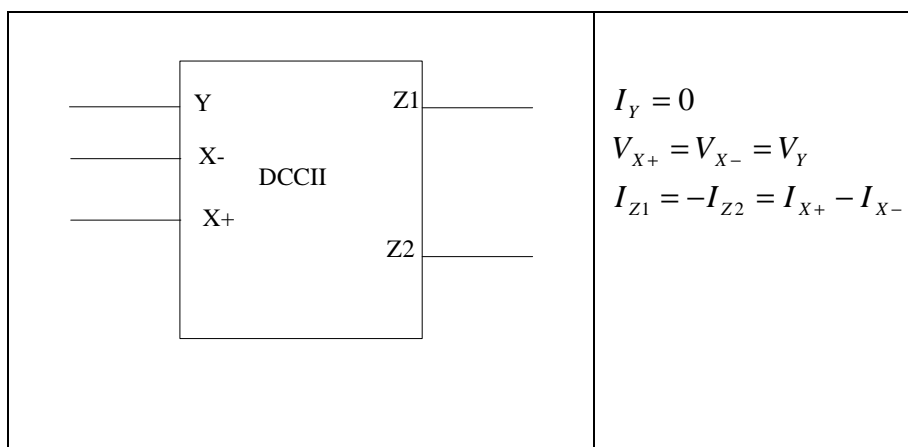 Y
Z1
X-
DCCII
X+
Z2
I_Y = 0
V_{X+} = V_{X-} = V_Y
I_{Z1} = -I_{Z2} = I_{X+} - I_{X-}